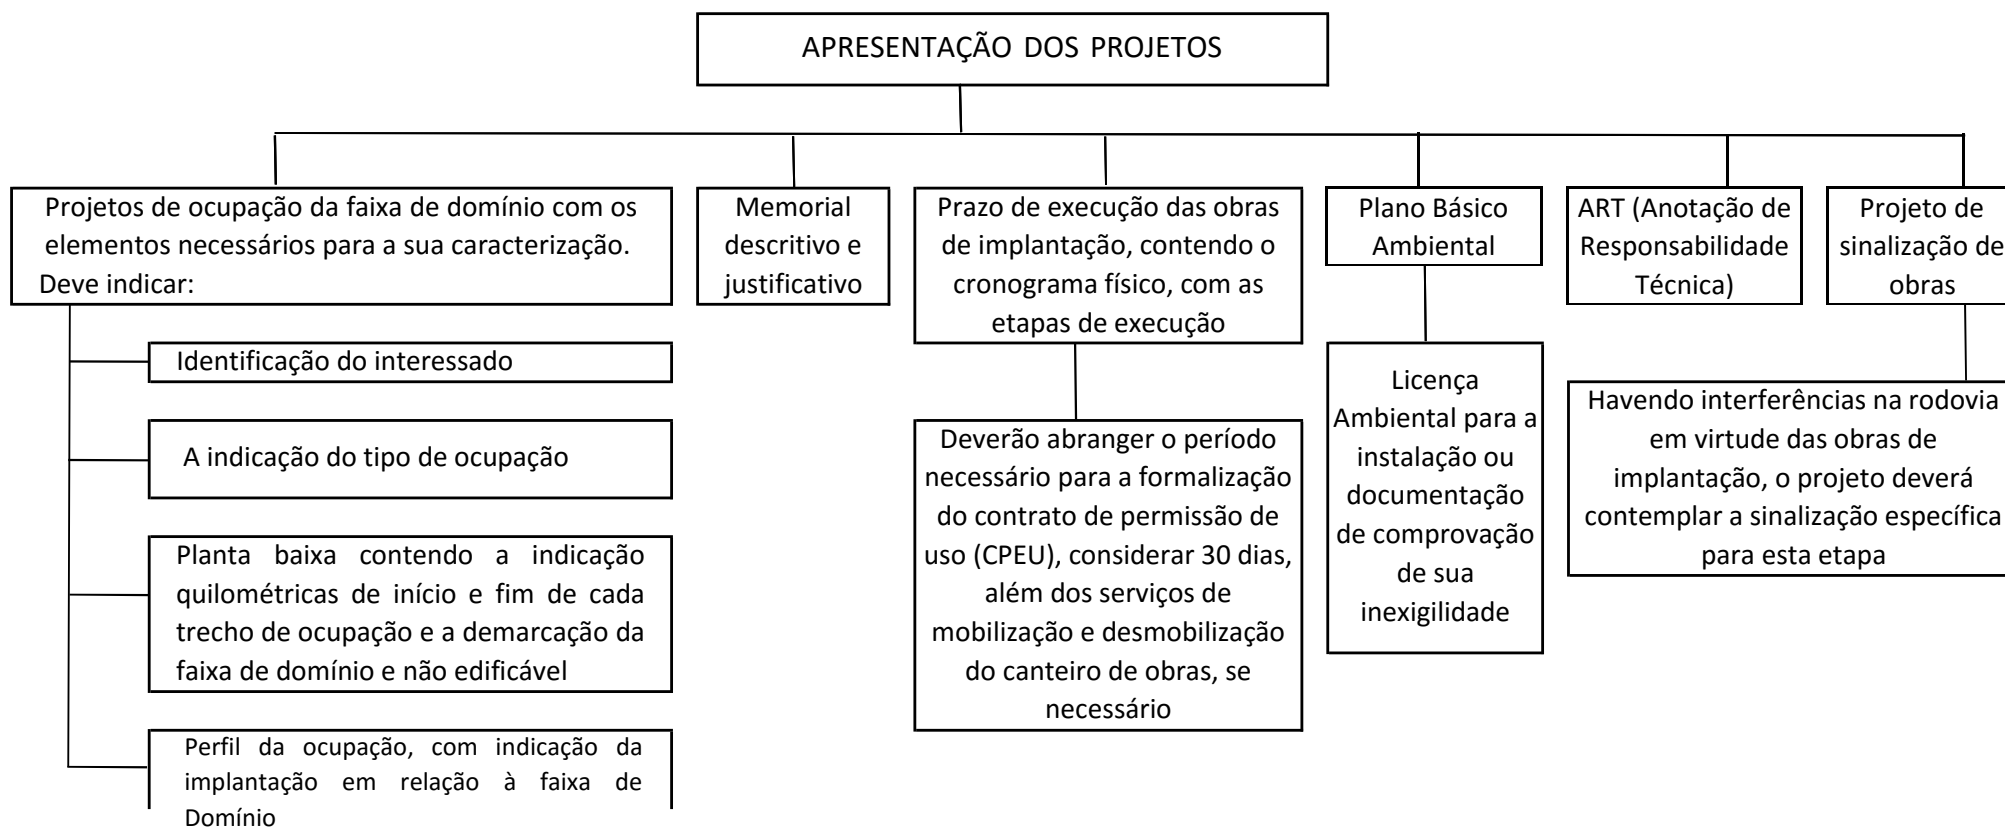 APRESENTAÇÃO DOS PROJETOS
Projetos de ocupação da faixa de domínio com os
elementos necessários para a sua caracterização.
Deve indicar:
Identificação do interessado
A indicação do tipo de ocupação
Planta baixa contendo a indicação
quilométricas de início e fim de cada
trecho de ocupação e a demarcação da
faixa de domínio e não edificável
Perfil da ocupação, com indicação da
implantação em relação à faixa de
Domínio
Memorial
descritivo e
justificativo
Prazo de execução das obras
de implantação, contendo o
cronograma físico, com as
etapas de execução
Deverão abranger o período
necessário para a formalização
do contrato de permissão de
uso (CPEU), considerar 30 dias,
além dos serviços de
mobilização e desmobilização
do canteiro de obras, se
necessário
Plano Básico
Ambiental
Licença
Ambiental para a
instalação ou
documentação
de comprovação
de sua
inexigilidade
ART (Anotação de
Responsabilidade
Técnica)
Projeto de
sinalização de
obras
Havendo interferências na rodovia
em virtude das obras de
implantação, o projeto deverá
contemplar a sinalização específica
para esta etapa